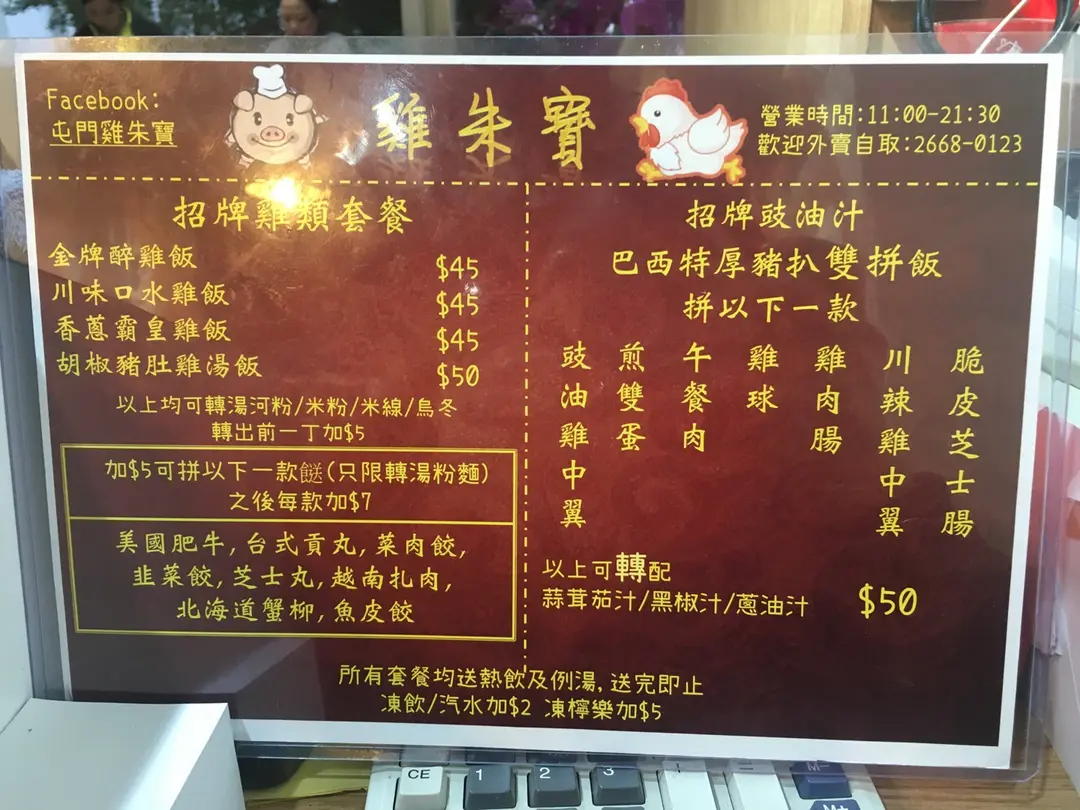 Facebook:
屯門雞朱寶
雞朱寶
營業時間:11:00-21:30
歡迎外賣自取:2668-0123
招牌雞類套餐
金牌醉雞飯 $45
川味口水雞飯 $45
香蔥霸皇雞飯 $45
胡椒豬肚雞湯飯 $50
以上均可轉湯河粉/米粉/米線/烏冬
轉出前一丁加$5
加$5可拼以下一款餸(只限轉湯粉麵)
之後每款加$7
美國肥牛,台式貢丸,菜肉餃,
韭菜餃,芝士丸,越南扎肉,
北海道蟹柳,魚皮餃
招牌豉油汁
巴西特厚豬扒雙拼飯
拼以下一款
豉油雞中翼
煎雙蛋
午餐肉
雞球
雞肉腸
川辣雞中翼
脆皮芝士腸
以上可轉配
蒜茸茄汁/黑椒汁/蔥油汁 $50
所有套餐均送熱飲及例湯,送完即止
凍飲/汽水加$2 凍檸樂加$5
CE 1 2 3
M=
M+